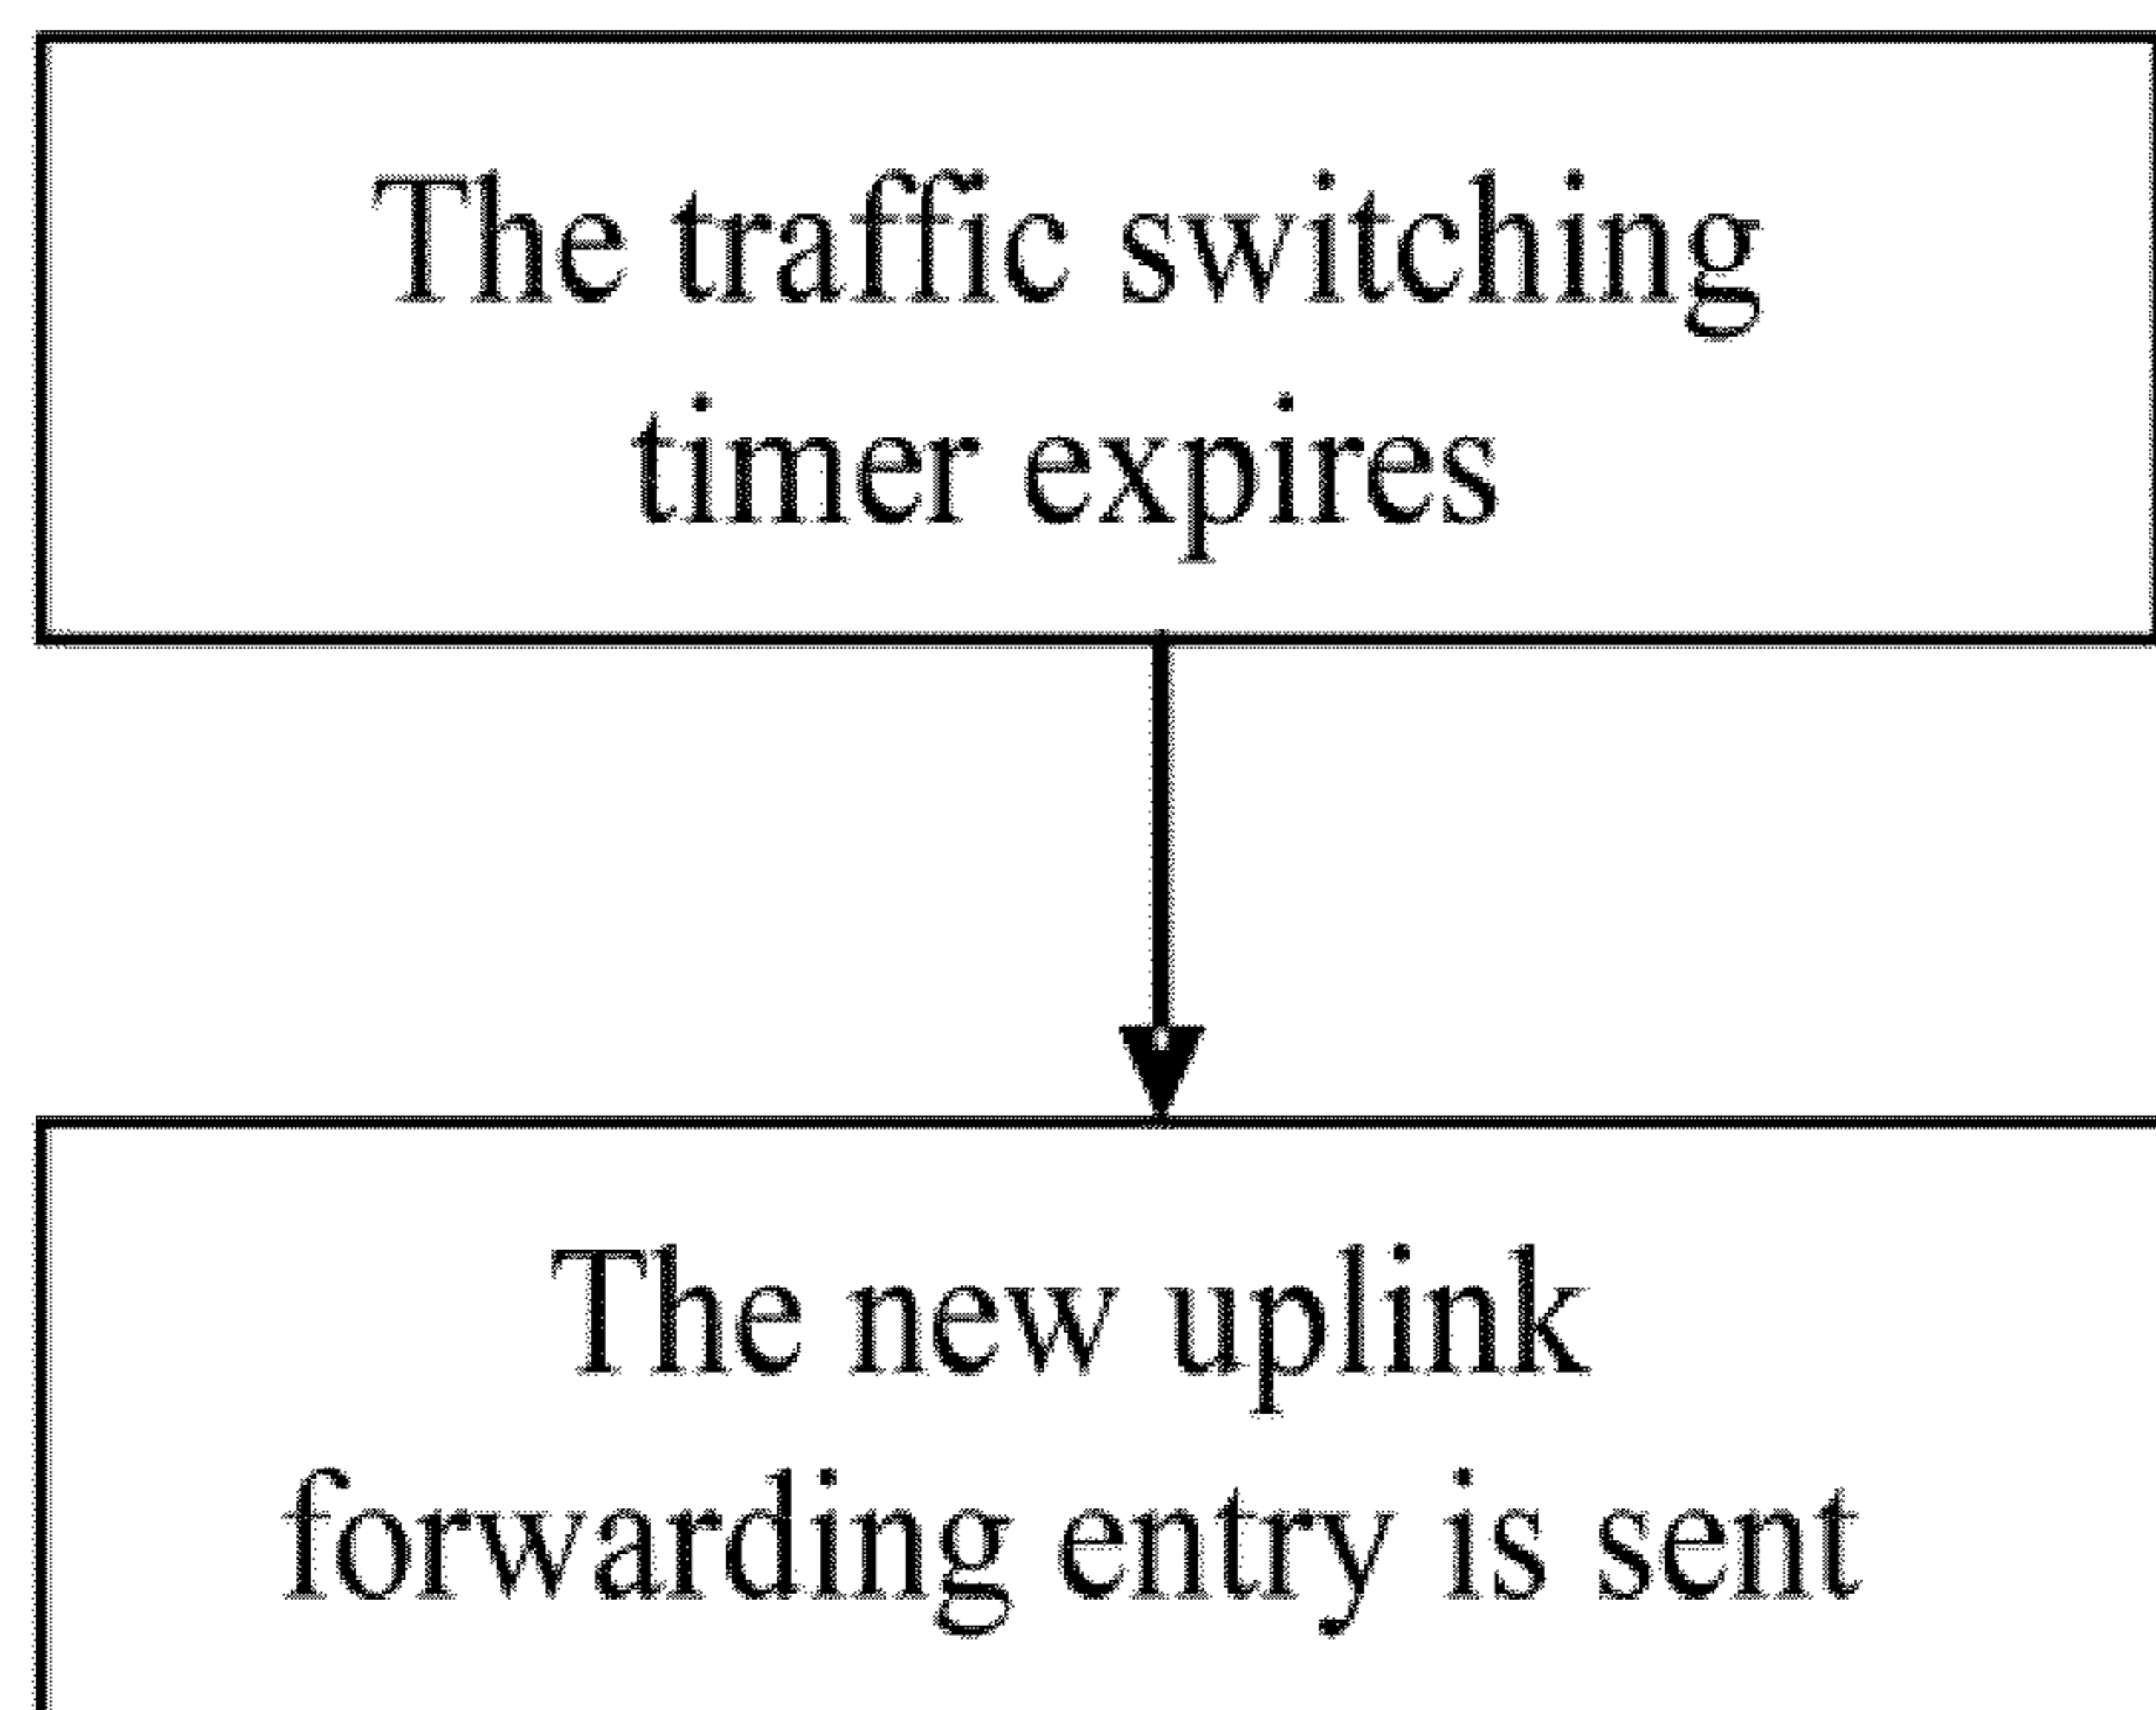 The traffic switching
timer expires
The new uplink
forwarding entry is sent